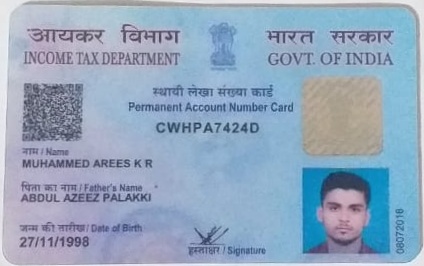 आयकर विभाग
INCOME TAX DEPARTMENT
भारत सरकार
GOVT. OF INDIA
स्थायी लेखा संख्या कार्ड
Permanent Account Number Card
CWHPA7424D
नाम / Name
MUHAMMED AREES K R
पिता का नाम / Father's Name
ABDUL AZEEZ PALAKKI
जन्म की तारीख / Date of Birth
27/11/1998
हस्ताक्षर / Signature
08072018